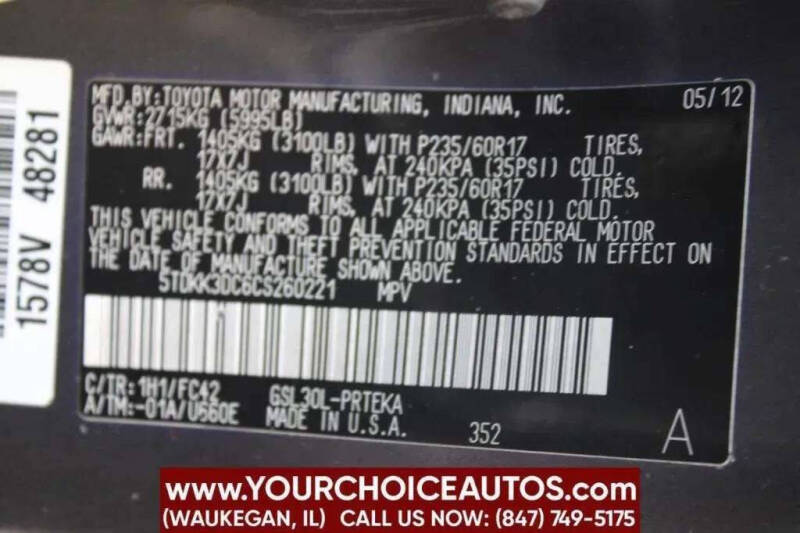 1578V 48281
MFD. BY: TOYOTA MOTOR MANUFACTURING, INDIANA, INC. 05/12
GVWR: 2715KG (5995LB)
GAWR: FRT. 1405KG (3100LB) WITH P235/60R17 TIRES,
17X7J RIMS, AT 240KPA (35PSI) COLD.
RR. 1405KG (3100LB) WITH P235/60R17 TIRES,
17X7J RIMS, AT 240KPA (35PSI) COLD.
THIS VEHICLE CONFORMS TO ALL APPLICABLE FEDERAL MOTOR
VEHICLE SAFETY AND THEFT PREVENTION STANDARDS IN EFFECT ON
THE DATE OF MANUFACTURE SHOWN ABOVE.
5TDKK3DC6CS260221 MPV
C/TR: 1H1/FC42 GSL30L-PRTEKA
A/TM: -01A/U660E MADE IN U.S.A. 352 A
www.YOURCHOICEAUTOS.com
(WAUKEGAN, IL) CALL US NOW: (847) 749-5175